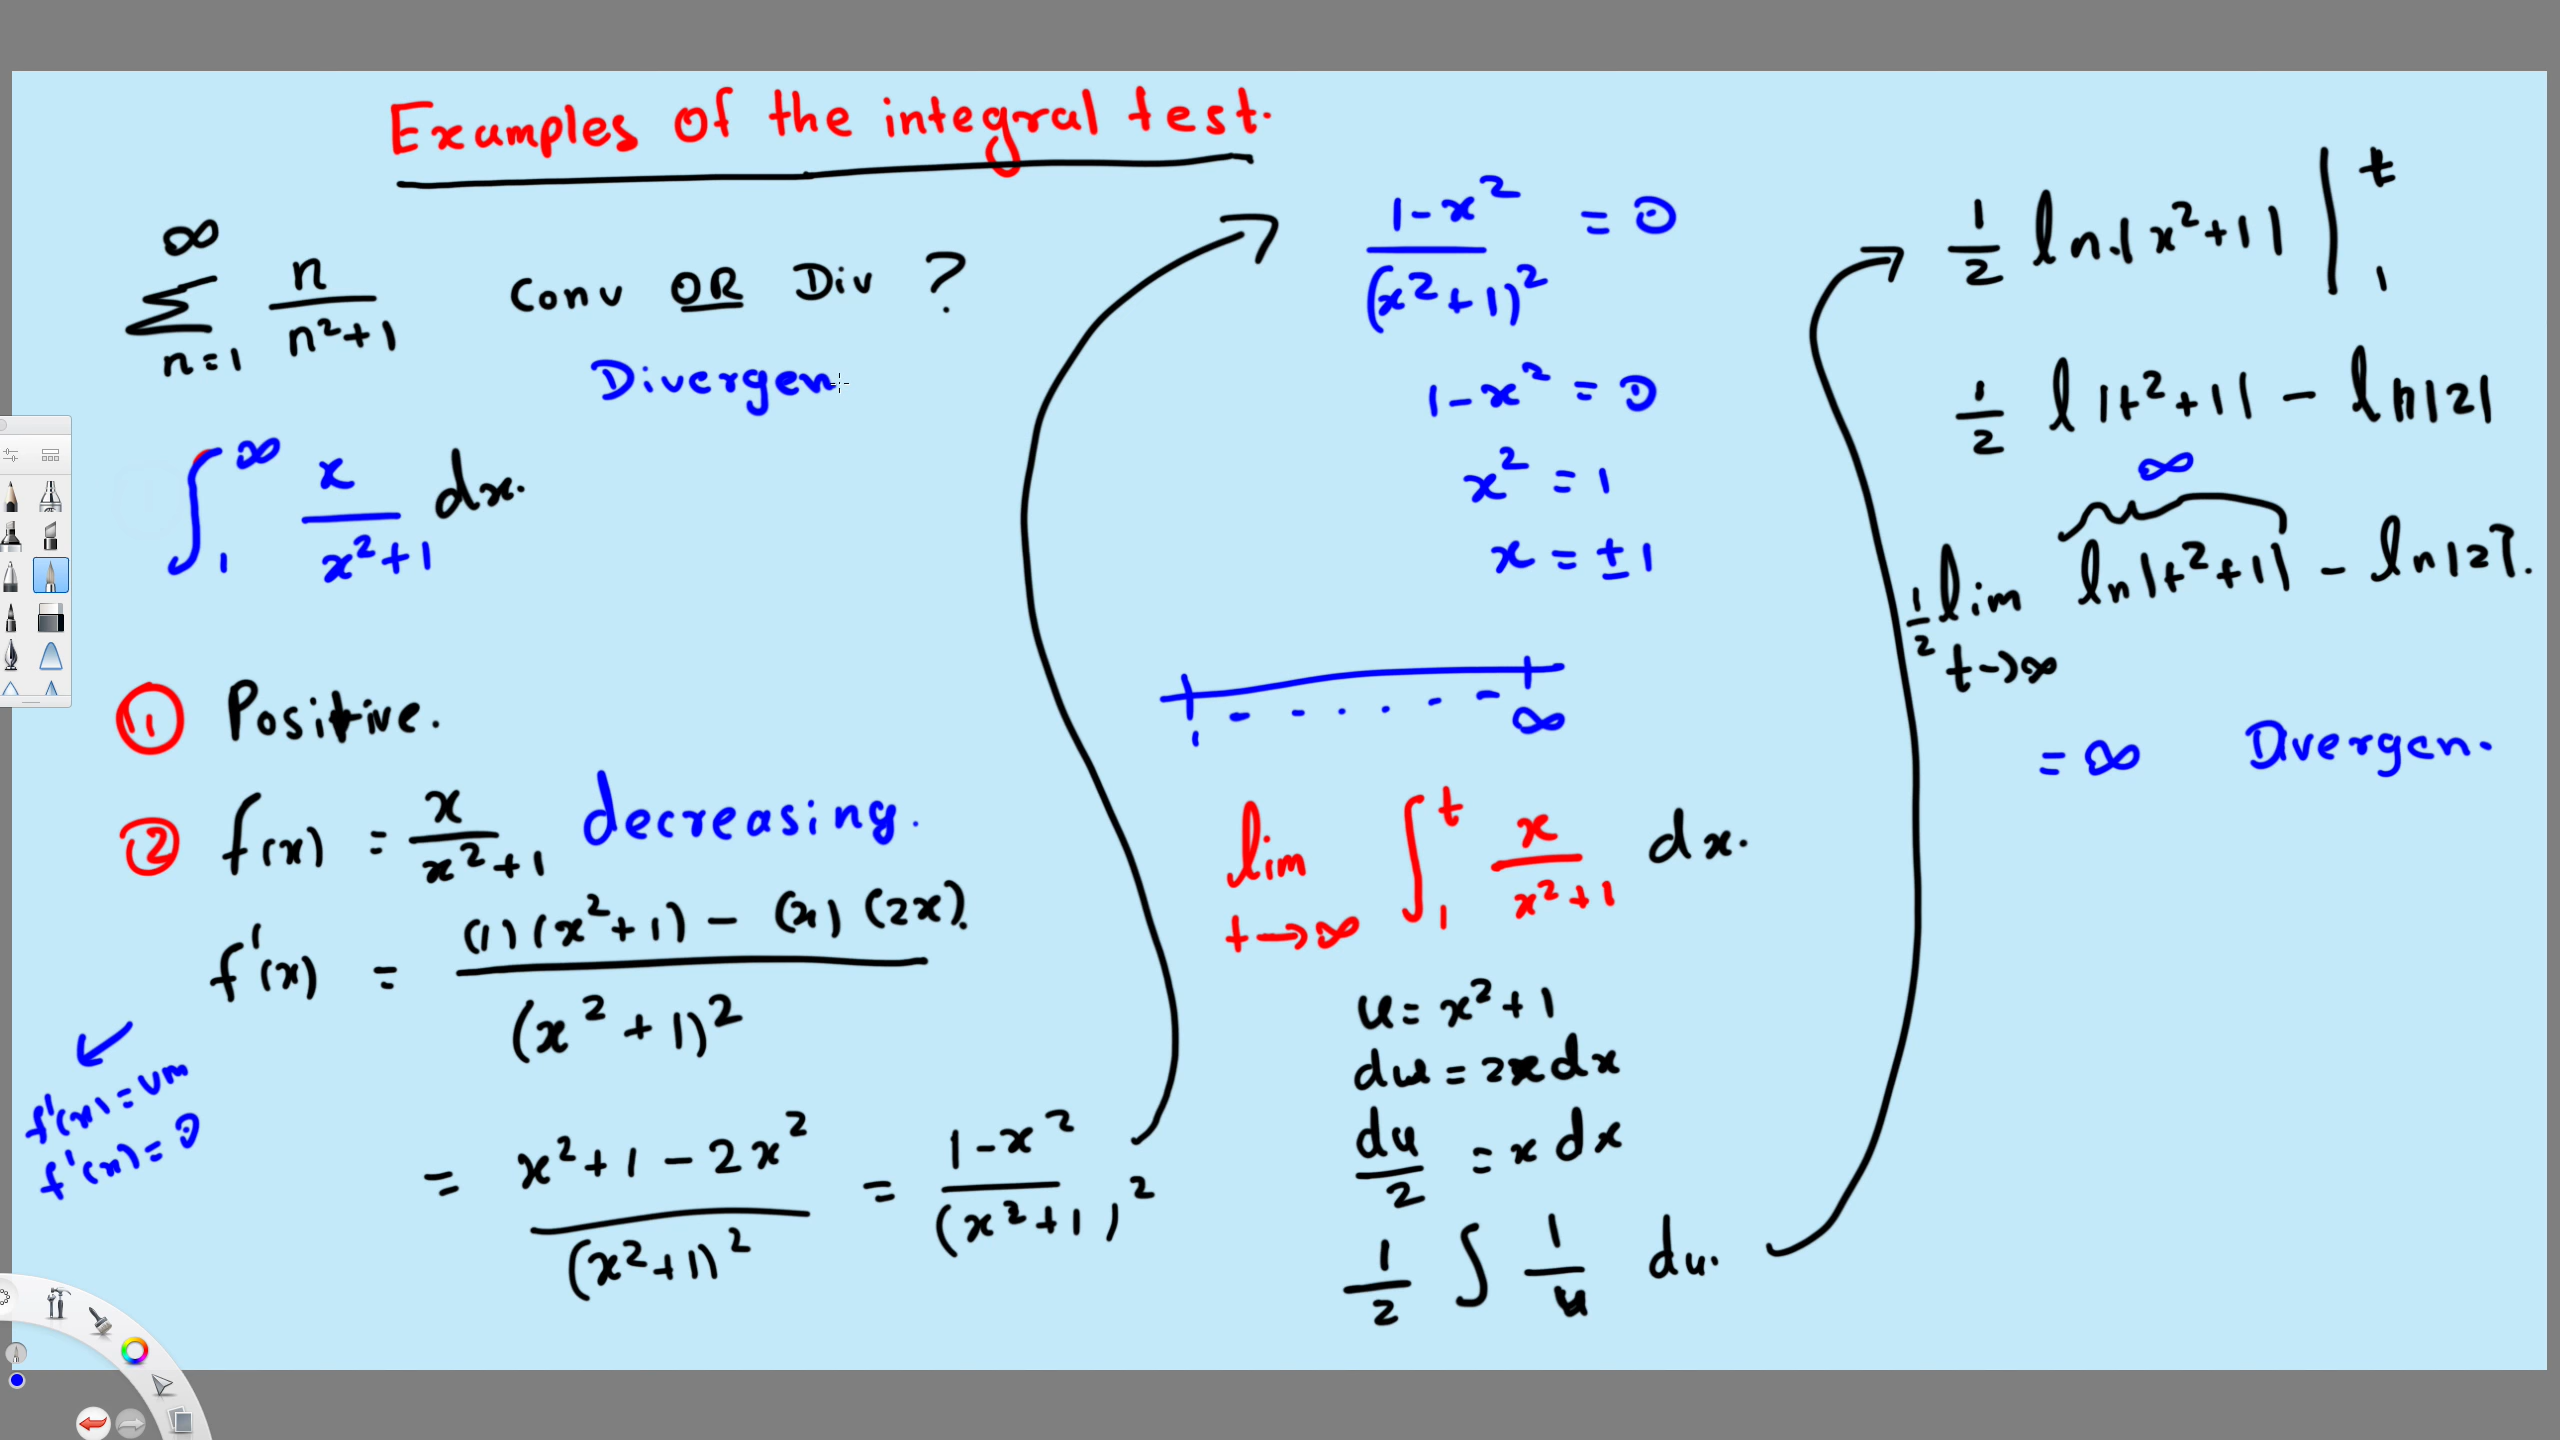 Examples of the integral test.
∞
∑ n/(n²+1) Conv OR Div ?
n=1
Divergen
∫₁^∞ x/(x²+1) dx.
① Positive.
② f(x) = x/(x²+1) decreasing.
f'(x) = ((1)(x²+1) - (x)(2x).)/(x²+1)²
f'(x) = un
f'(x) = 0
= (x²+1-2x²)/(x²+1)² = (1-x²)/(x²+1)²
(1-x²)/(x²+1)² = 0
1-x² = 0
x² = 1
x = ±1
1 - - . . . - - ∞
lim t→∞ ∫₁^t x/(x²+1) dx.
u = x²+1
du = 2x dx
du/2 = x dx
1/2 ∫ 1/u du.
1/2 ln.|x²+1| |₁^t
1/2 l|t²+1| - ln|2|
∞
1/2 lim t→∞ ln|t²+1| - ln|2|.
= ∞ Divergen.